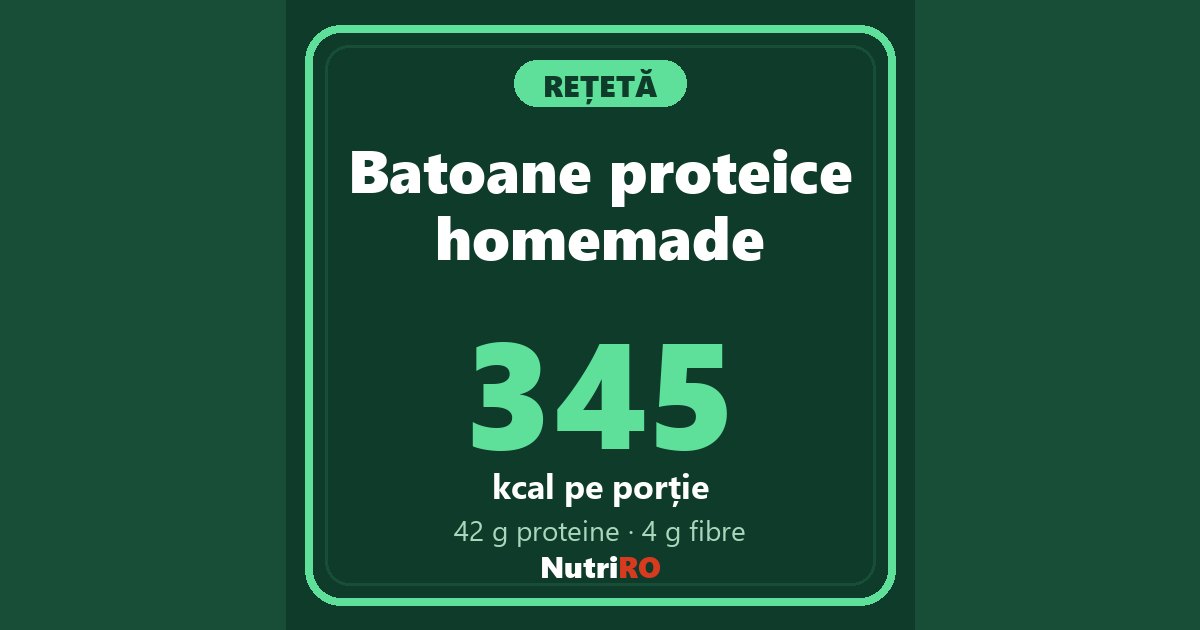 REȚETĂ
Batoane proteice
homemade
345
kcal pe porție
42 g proteine · 4 g fibre
NutriRO